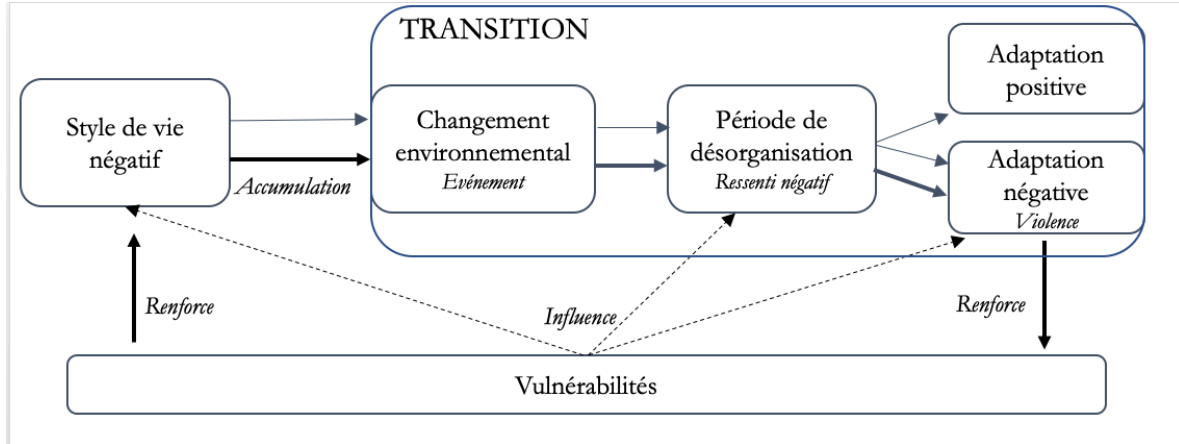 TRANSITION
Style de vie
négatif
Accumulation
Changement
environnemental
Evénement
Période de
désorganisation
Ressenti négatif
Adaptation
positive
Adaptation
négative
Violence
Renforce
Influence
Renforce
Vulnérabilités